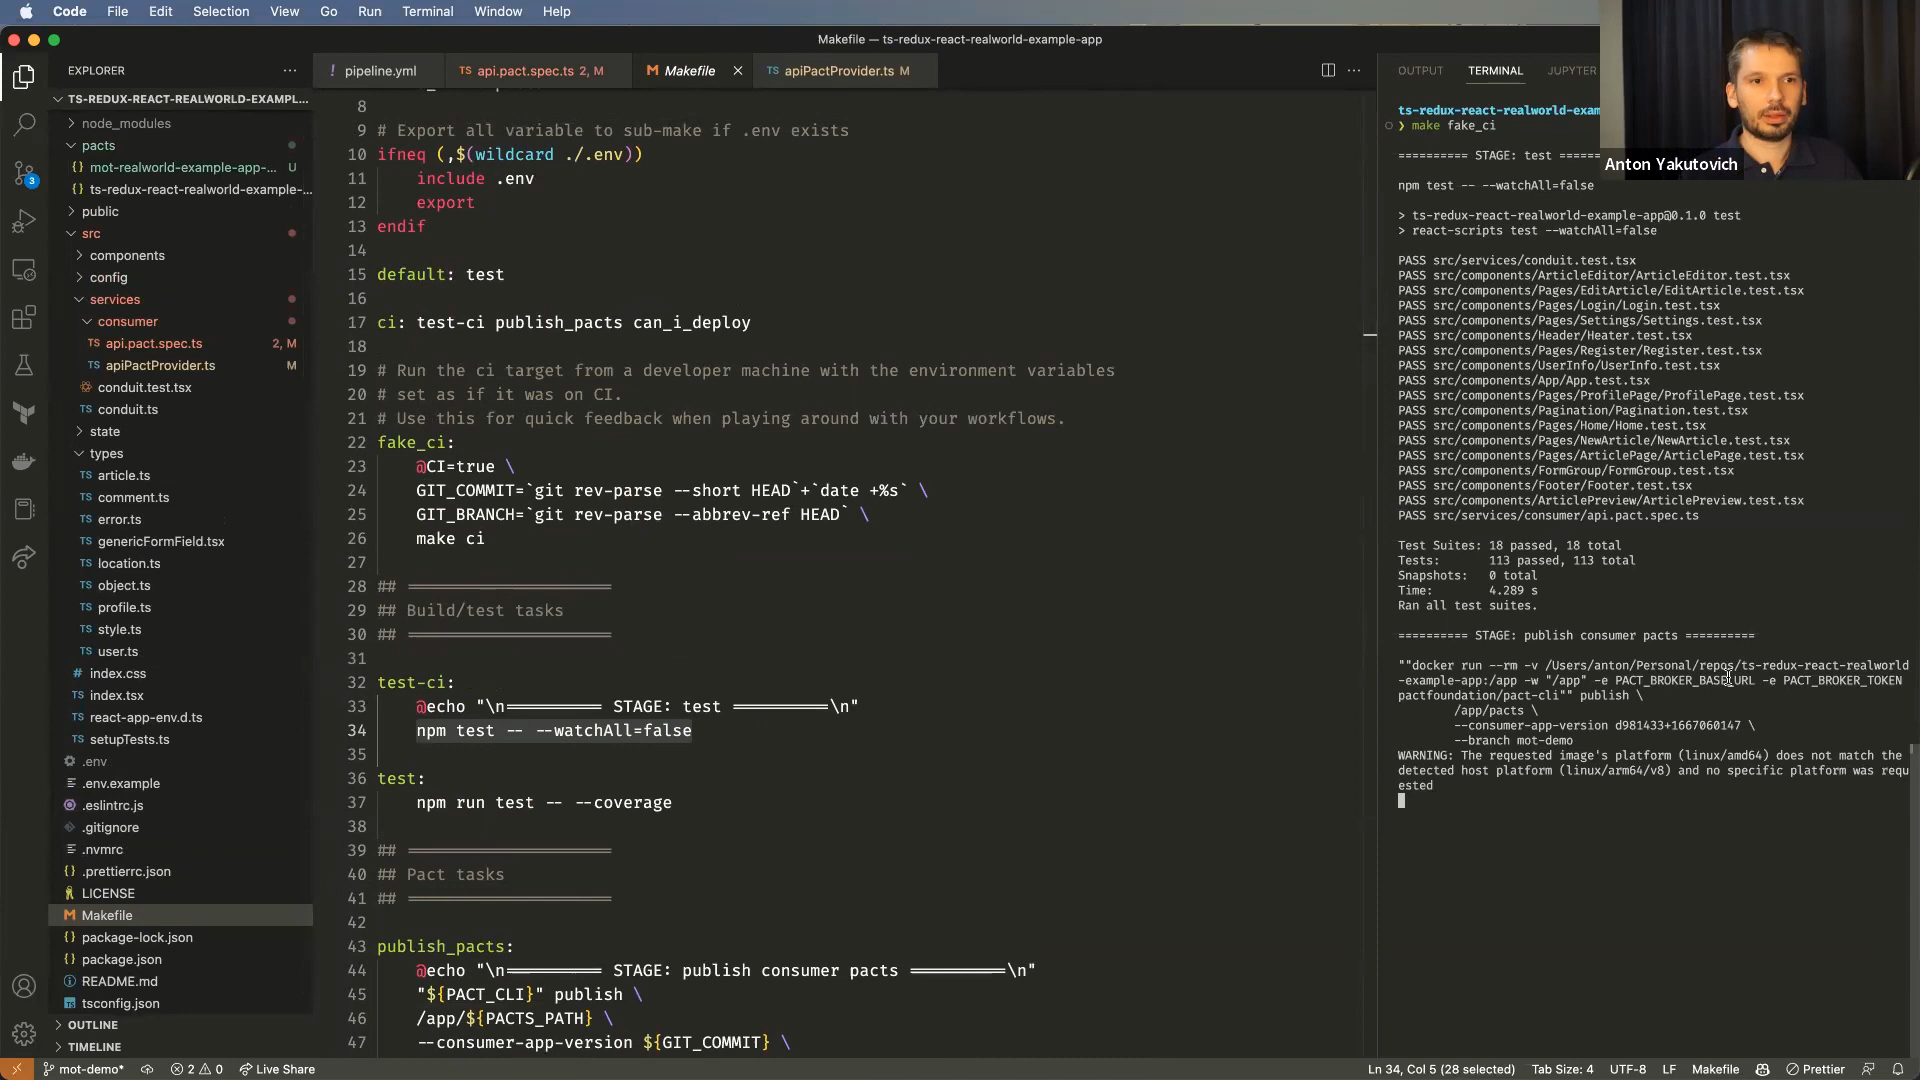 Code File Edit Selection View Go Run Terminal Window Help
Makefile — ts-redux-react-realworld-example-app
EXPLORER
TS-REDUX-REACT-REALWORLD-EXAMPL...
node_modules
pacts
mot-realworld-example-app-... U
ts-redux-react-realworld-example-...
public
src
components
config
services
consumer
api.pact.spec.ts 2, M
apiPactProvider.ts M
conduit.test.tsx
conduit.ts
state
types
article.ts
comment.ts
error.ts
genericFormField.tsx
location.ts
object.ts
profile.ts
style.ts
user.ts
index.css
index.tsx
react-app-env.d.ts
setupTests.ts
.env
.env.example
.eslintrc.js
.gitignore
.nvmrc
.prettierrc.json
LICENSE
Makefile
package-lock.json
package.json
README.md
tsconfig.json
OUTLINE
TIMELINE
pipeline.yml api.pact.spec.ts 2, M Makefile apiPactProvider.ts M
8
9 # Export all variable to sub-make if .env exists
10 ifneq (,$(wildcard ./.env))
11 include .env
12 export
13 endif
14
15 default: test
16
17 ci: test-ci publish_pacts can_i_deploy
18
19 # Run the ci target from a developer machine with the environment variables
20 # set as if it was on CI.
21 # Use this for quick feedback when playing around with your workflows.
22 fake_ci:
23 @CI=true \
24 GIT_COMMIT=`git rev-parse --short HEAD`+`date +%s` \
25 GIT_BRANCH=`git rev-parse --abbrev-ref HEAD` \
26 make ci
27
28 ## =====================
29 ## Build/test tasks
30 ## =====================
31
32 test-ci:
33 @echo "\n========== STAGE: test ==========\n"
34 npm test -- --watchAll=false
35
36 test:
37 npm run test -- --coverage
38
39 ## =====================
40 ## Pact tasks
41 ## =====================
42
43 publish_pacts:
44 @echo "\n========== STAGE: publish consumer pacts ==========\n"
45 "${PACT_CLI}" publish \
46 /app/${PACTS_PATH} \
47 --consumer-app-version ${GIT_COMMIT} \
OUTPUT TERMINAL JUPYTER
ts-redux-react-realworld-exam
❯ make fake_ci
========== STAGE: test =====
npm test -- --watchAll=false
> ts-redux-react-realworld-example-app@0.1.0 test
> react-scripts test --watchAll=false
PASS src/services/conduit.test.tsx
PASS src/components/ArticleEditor/ArticleEditor.test.tsx
PASS src/components/Pages/EditArticle/EditArticle.test.tsx
PASS src/components/Pages/Login/Login.test.tsx
PASS src/components/Pages/Settings/Settings.test.tsx
PASS src/components/Header/Heater.test.tsx
PASS src/components/Pages/Register/Register.test.tsx
PASS src/components/UserInfo/UserInfo.test.tsx
PASS src/components/App/App.test.tsx
PASS src/components/Pages/ProfilePage/ProfilePage.test.tsx
PASS src/components/Pagination/Pagination.test.tsx
PASS src/components/Pages/Home/Home.test.tsx
PASS src/components/Pages/NewArticle/NewArticle.test.tsx
PASS src/components/Pages/ArticlePage/ArticlePage.test.tsx
PASS src/components/FormGroup/FormGroup.test.tsx
PASS src/components/Footer/Footer.test.tsx
PASS src/components/ArticlePreview/ArticlePreview.test.tsx
PASS src/services/consumer/api.pact.spec.ts
Test Suites: 18 passed, 18 total
Tests: 113 passed, 113 total
Snapshots: 0 total
Time: 4.289 s
Ran all test suites.
========== STAGE: publish consumer pacts ==========
""docker run --rm -v /Users/anton/Personal/repos/ts-redux-react-realworld
-example-app:/app -w "/app" -e PACT_BROKER_BASE_URL -e PACT_BROKER_TOKEN
pactfoundation/pact-cli"" publish \
/app/pacts \
--consumer-app-version d981433+1667060147 \
--branch mot-demo
WARNING: The requested image's platform (linux/amd64) does not match the
detected host platform (linux/arm64/v8) and no specific platform was requ
ested
Anton Yakutovich
3
mot-demo* 2 0 Live Share
Ln 34, Col 5 (28 selected) Tab Size: 4 UTF-8 LF Makefile Prettier